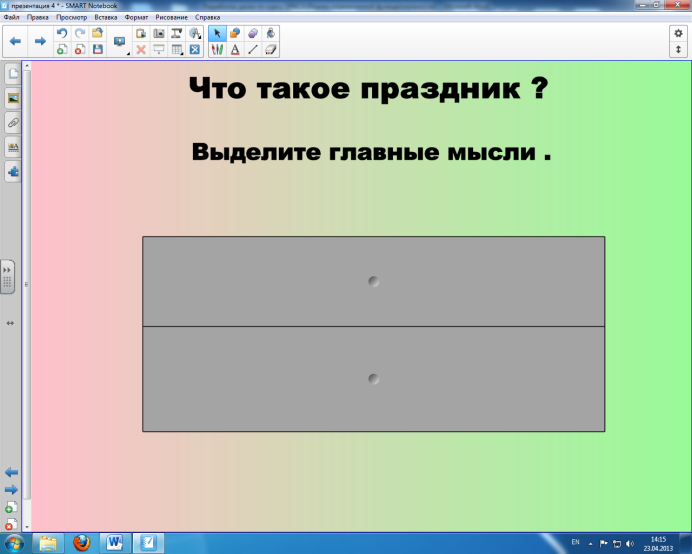 презентация 4 * - SMART Notebook
Файл Правка Просмотр Вставка Формат Рисование Справка
Что такое праздник ?
Выделите главные мысли .
EN
14:15
23.04.2013